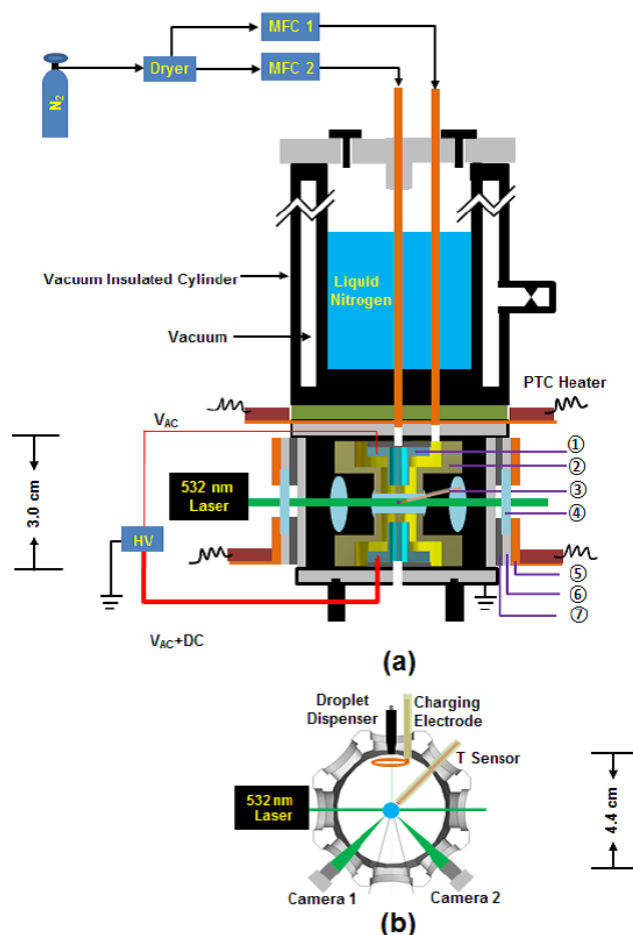 MFC 1
MFC 2
Dryer
N2
Liquid
Nitrogen
Vacuum Insulated Cylinder
Vacuum
PTC Heater
VAC
3.0 cm
532 nm
Laser
HV
VAC+DC
①
②
③
④
⑤
⑥
⑦
(a)
Droplet
Dispenser
Charging
Electrode
T Sensor
532 nm
Laser
4.4 cm
Camera 1
Camera 2
(b)